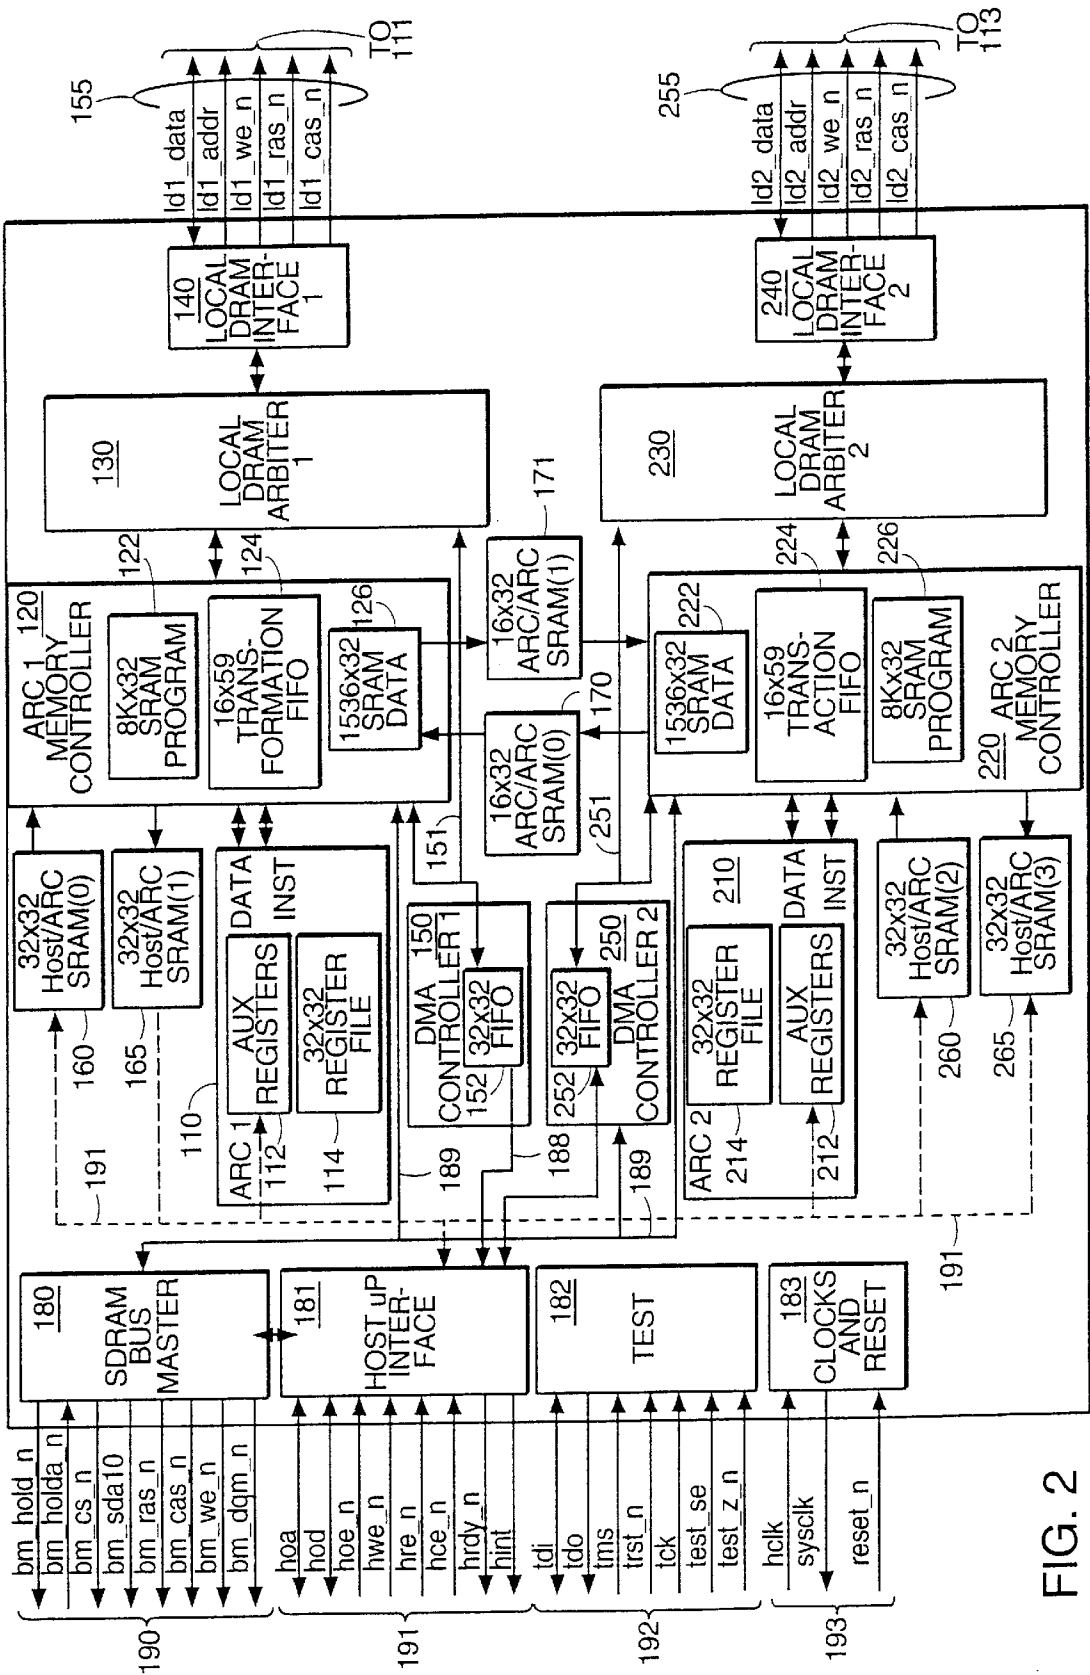 155
ld1_data
ld1_addr
ld1_we_n
ld1_ras_n
ld1_cas_n
TO
111
255
ld2_data
ld2_addr
ld2_we_n
ld2_ras_n
ld2_cas_n
TO
113
140
LOCAL
DRAM
INTER-
FACE
1
240
LOCAL
DRAM
INTER-
FACE
2
130
LOCAL
DRAM
ARBITER
1
230
LOCAL
DRAM
ARBITER
2
122
124
171
224
226
ARC 1 120
MEMORY
CONTROLLER
8Kx32
SRAM
PROGRAM
16x59
TRANS-
FORMATION
FIFO
126
1536x32
SRAM
DATA
16x32
ARC/ARC
SRAM(1)
170
16x32
ARC/ARC
SRAM(0)
222
1536x32
SRAM
DATA
16x59
TRANS-
ACTION
FIFO
8Kx32
SRAM
PROGRAM
220 ARC 2
MEMORY
CONTROLLER
151
251
32x32
Host/ARC
SRAM(0)
160
32x32
Host/ARC
SRAM(1)
165
110
ARC 1
DATA
INST
AUX
REGISTERS
112
32x32
REGISTER
FILE
114
150
DMA
CONTROLLER 1
32x32
FIFO
152
250
32x32
FIFO
252
DMA
CONTROLLER 2
210
ARC 2
DATA
INST
32x32
REGISTER
FILE
214
AUX
REGISTERS
212
32x32
Host/ARC
SRAM(2)
260
32x32
Host/ARC
SRAM(3)
265
191
189
188
189
191
180
SDRAM
BUS
MASTER
181
HOST uP
INTER-
FACE
182
TEST
183
CLOCKS
AND
RESET
bm_hold_n
bm_holda_n
bm_cs_n
bm_sda10
bm_ras_n
bm_cas_n
bm_we_n
bm_dqm_n
190
hoa
hod
hoe_n
hwe_n
hre_n
hce_n
hrdy_n
hint
191
tdi
tdo
tms
trst_n
tck
test_se
test_z_n
192
hclk
sysclk
reset_n
193
FIG. 2